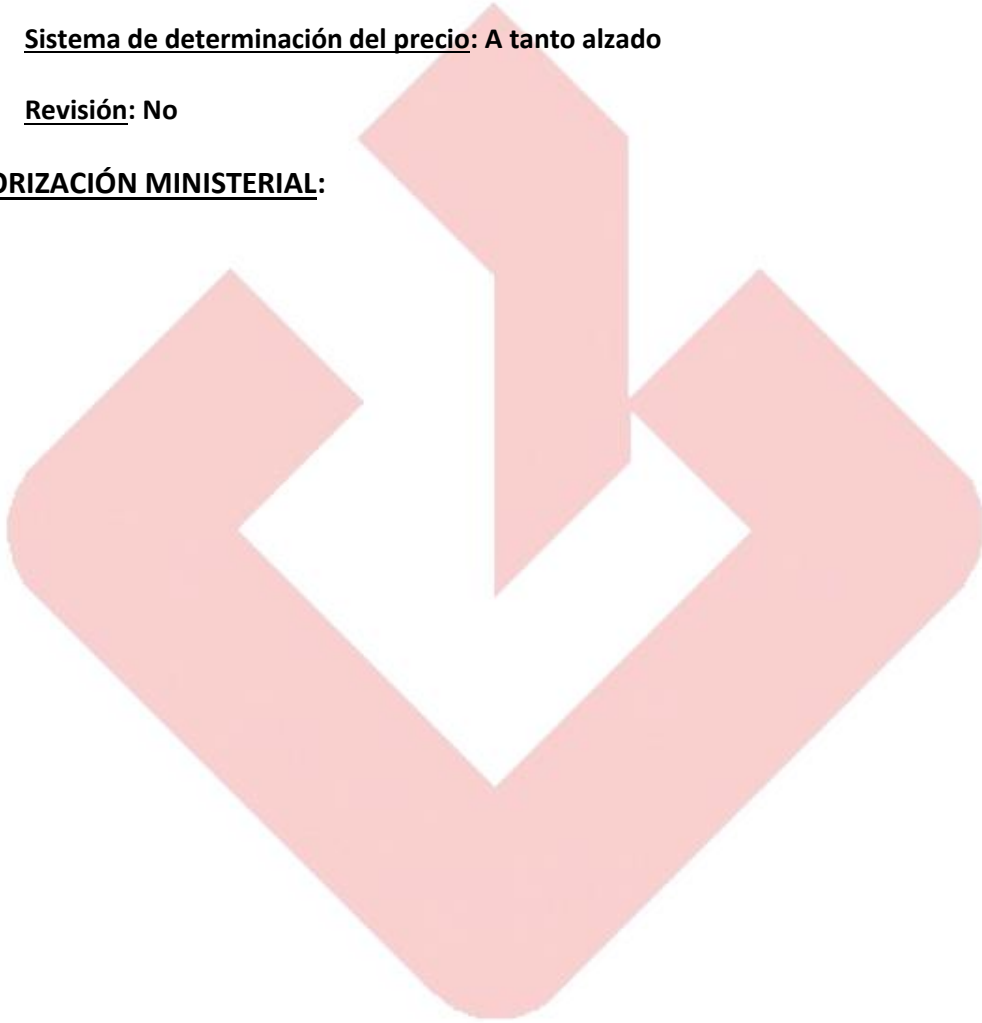 Sistema de determinación del precio: A tanto alzado
Revisión: No
ORIZACIÓN MINISTERIAL: